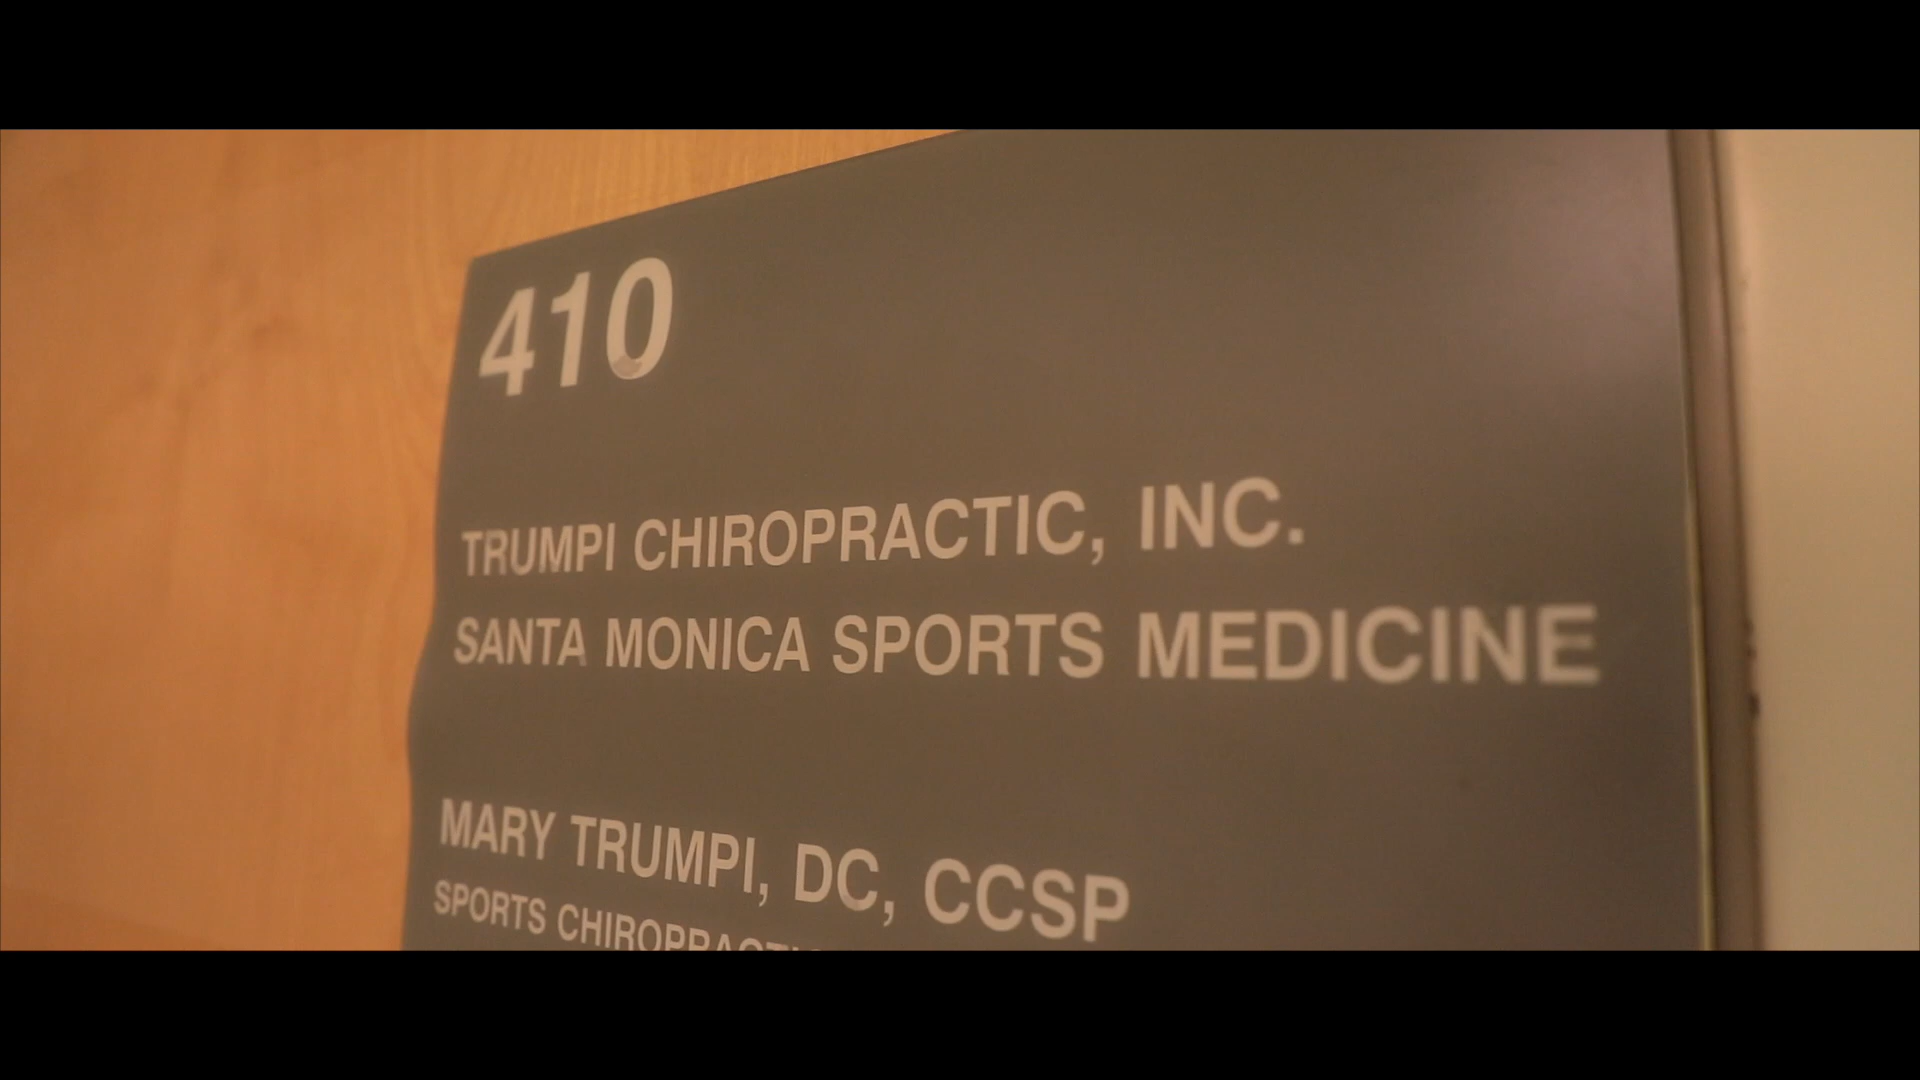 410
TRUMPI CHIROPRACTIC, INC.
SANTA MONICA SPORTS MEDICINE
MARY TRUMPI, DC, CCSP
SPORTS